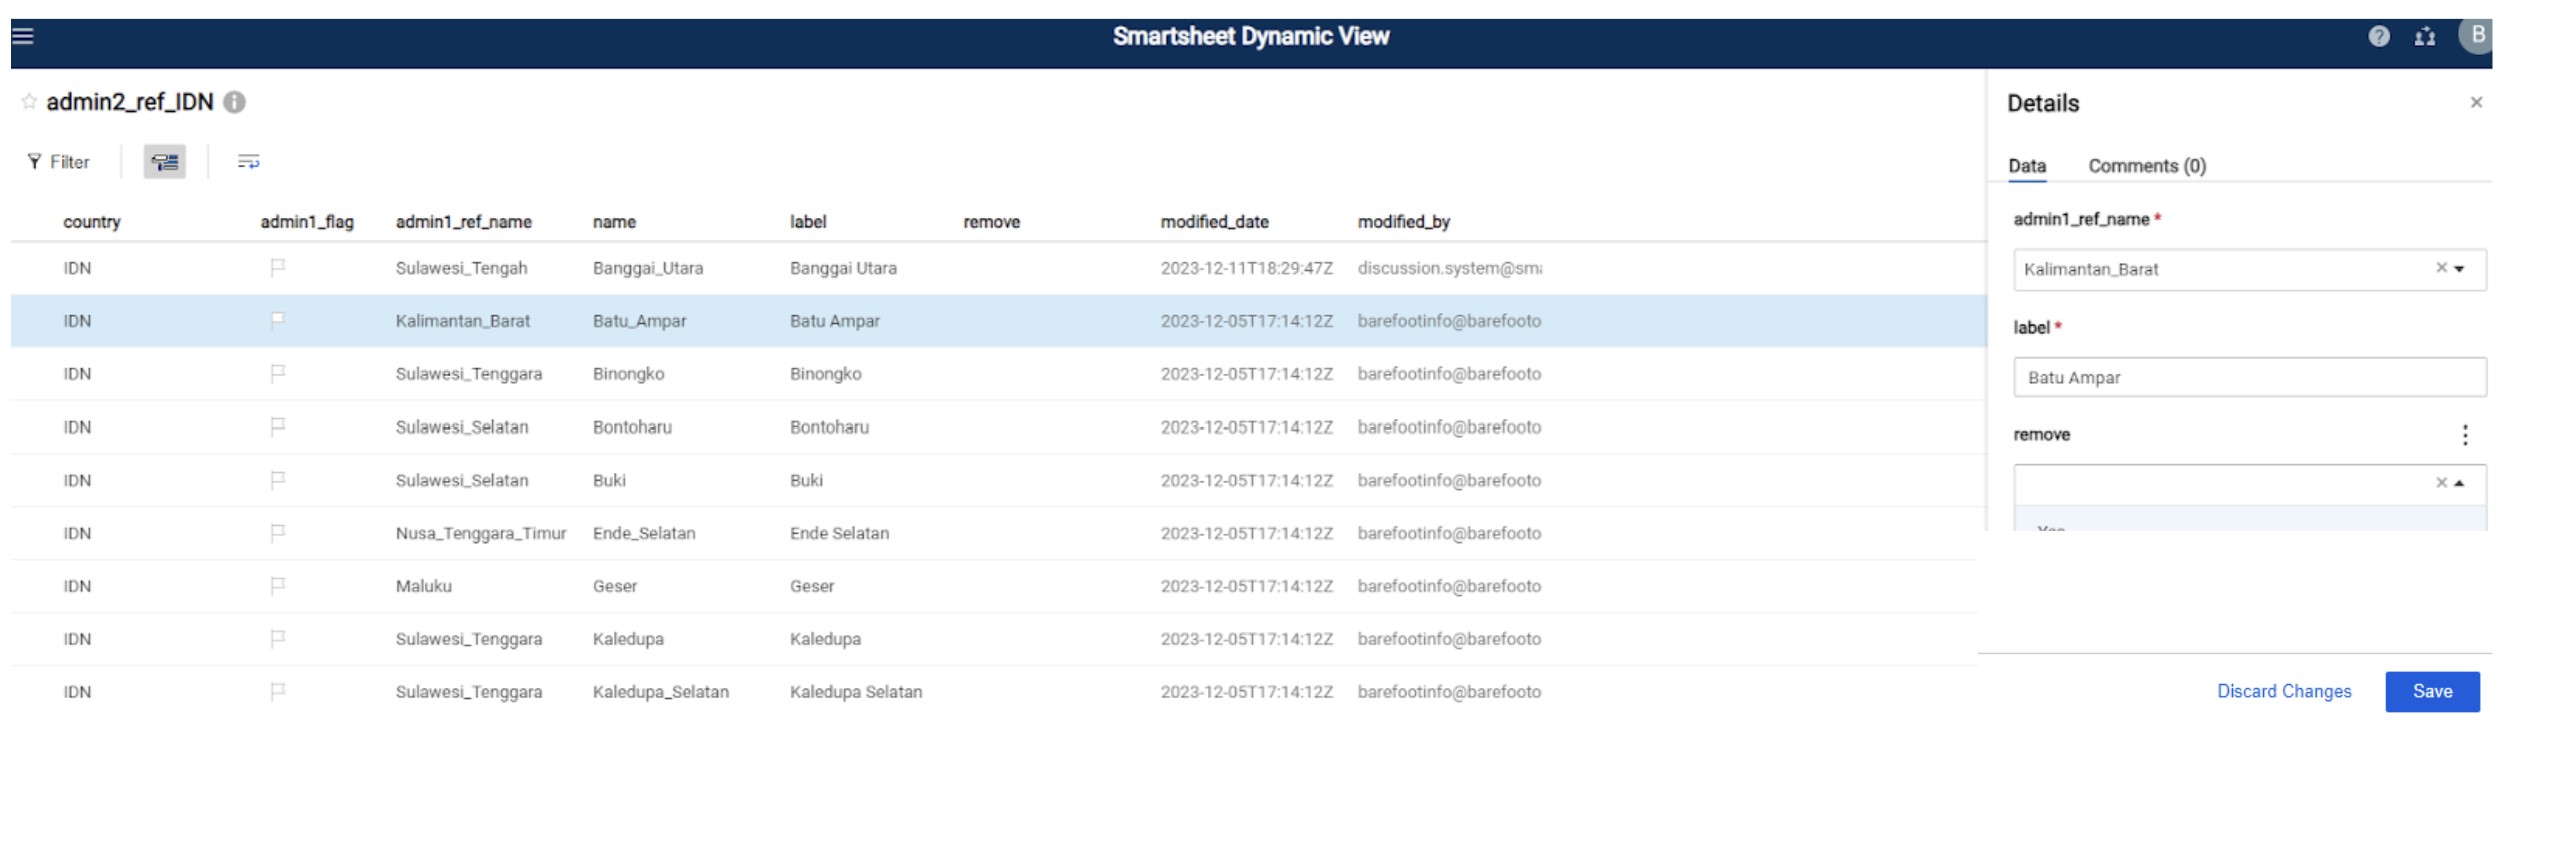 Smartsheet Dynamic View
B
admin2_ref_IDN
Filter
country admin1_flag admin1_ref_name name label remove modified_date modified_by
IDN Sulawesi_Tengah Banggai_Utara Banggai Utara 2023-12-11T18:29:47Z discussion.system@sm
IDN Kalimantan_Barat Batu_Ampar Batu Ampar 2023-12-05T17:14:12Z barefootinfo@barefooto
IDN Sulawesi_Tenggara Binongko Binongko 2023-12-05T17:14:12Z barefootinfo@barefooto
IDN Sulawesi_Selatan Bontoharu Bontoharu 2023-12-05T17:14:12Z barefootinfo@barefooto
IDN Sulawesi_Selatan Buki Buki 2023-12-05T17:14:12Z barefootinfo@barefooto
IDN Nusa_Tenggara_Timur Ende_Selatan Ende Selatan 2023-12-05T17:14:12Z barefootinfo@barefooto
IDN Maluku Geser Geser 2023-12-05T17:14:12Z barefootinfo@barefooto
IDN Sulawesi_Tenggara Kaledupa Kaledupa 2023-12-05T17:14:12Z barefootinfo@barefooto
IDN Sulawesi_Tenggara Kaledupa_Selatan Kaledupa Selatan 2023-12-05T17:14:12Z barefootinfo@barefooto
Details
Data Comments (0)
admin1_ref_name *
Kalimantan_Barat
label *
Batu Ampar
remove
Discard Changes Save